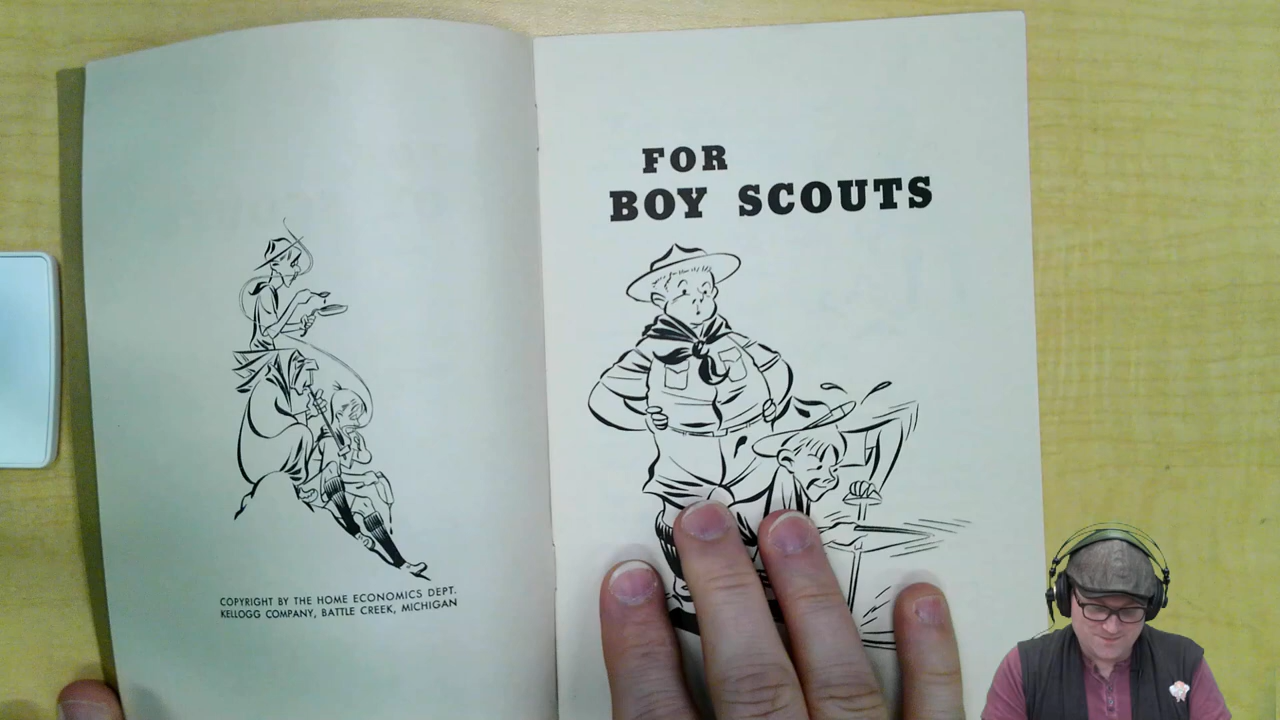 COPYRIGHT BY THE HOME ECONOMICS DEPT.
KELLOGG COMPANY, BATTLE CREEK, MICHIGAN
FOR
BOY SCOUTS